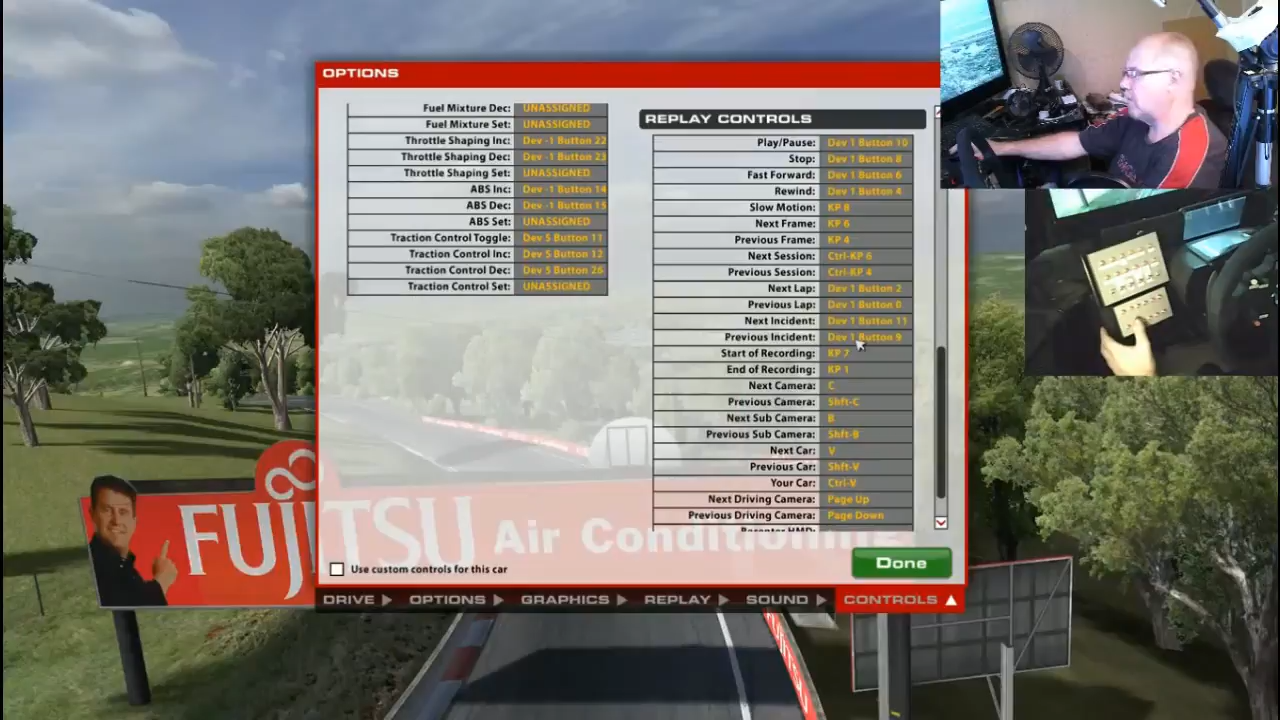 OPTIONS
Fuel Mixture Dec: UNASSIGNED
Fuel Mixture Set: UNASSIGNED
Throttle Shaping Inc: Dev -1 Button 22
Throttle Shaping Dec: Dev -1 Button 23
Throttle Shaping Set: UNASSIGNED
ABS Inc: Dev -1 Button 14
ABS Dec: Dev -1 Button 15
ABS Set: UNASSIGNED
Traction Control Toggle: Dev 5 Button 11
Traction Control Inc: Dev 5 Button 12
Traction Control Dec: Dev 5 Button 26
Traction Control Set: UNASSIGNED
REPLAY CONTROLS
Play/Pause: Dev 1 Button 10
Stop: Dev 1 Button 8
Fast Forward: Dev 1 Button 6
Rewind: Dev 1 Button 4
Slow Motion: KP 8
Next Frame: KP 6
Previous Frame: KP 4
Next Session: Ctrl-KP 6
Previous Session: Ctrl-KP 4
Next Lap: Dev 1 Button 2
Previous Lap: Dev 1 Button 0
Next Incident: Dev 1 Button 11
Previous Incident: Dev 1 Button 9
Start of Recording: KP 7
End of Recording: KP 1
Next Camera: C
Previous Camera: Shft-C
Next Sub Camera: B
Previous Sub Camera: Shft-B
Next Car: V
Previous Car: Shft-V
Your Car: Ctrl-V
Next Driving Camera: Page Up
Previous Driving Camera: Page Down
Recenter HMD:
FUJITSU Air Conditioning
Use custom controls for this car
Done
DRIVE OPTIONS GRAPHICS REPLAY SOUND CONTROLS